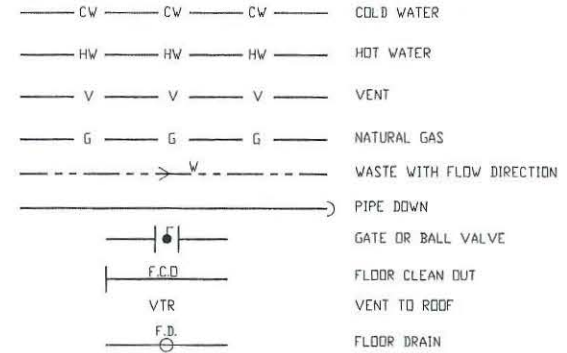 CW CW CW COLD WATER
HW HW HW HOT WATER
V V V VENT
G G G NATURAL GAS
W WASTE WITH FLOW DIRECTION
PIPE DOWN
GATE OR BALL VALVE
F.C.O FLOOR CLEAN OUT
VTR VENT TO ROOF
F.D. FLOOR DRAIN